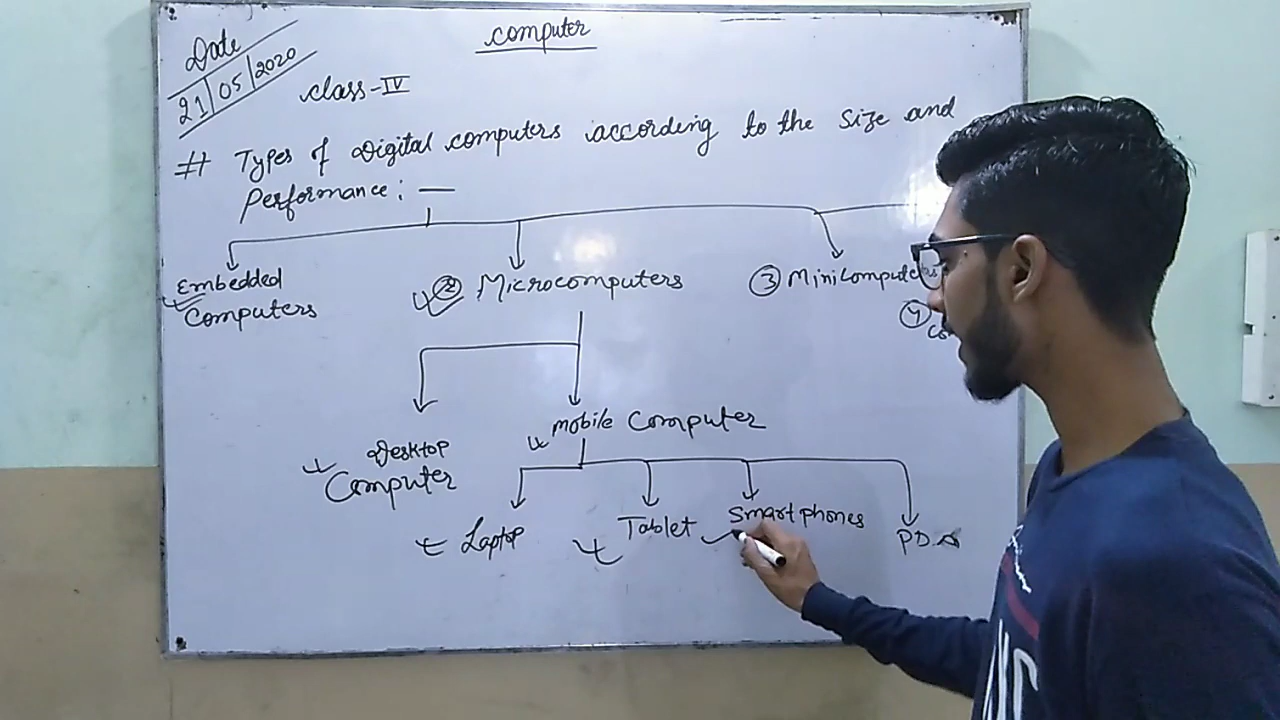 Date
21/05/2020
computer
class-IV
# Types of Digital computers according to the Size and
Performance: —
Embedded
Computers
② Microcomputers
③ Minicomputers
④
Desktop
Computer
mobile Computer
Laptop
Tablet
Smartphones
PDA